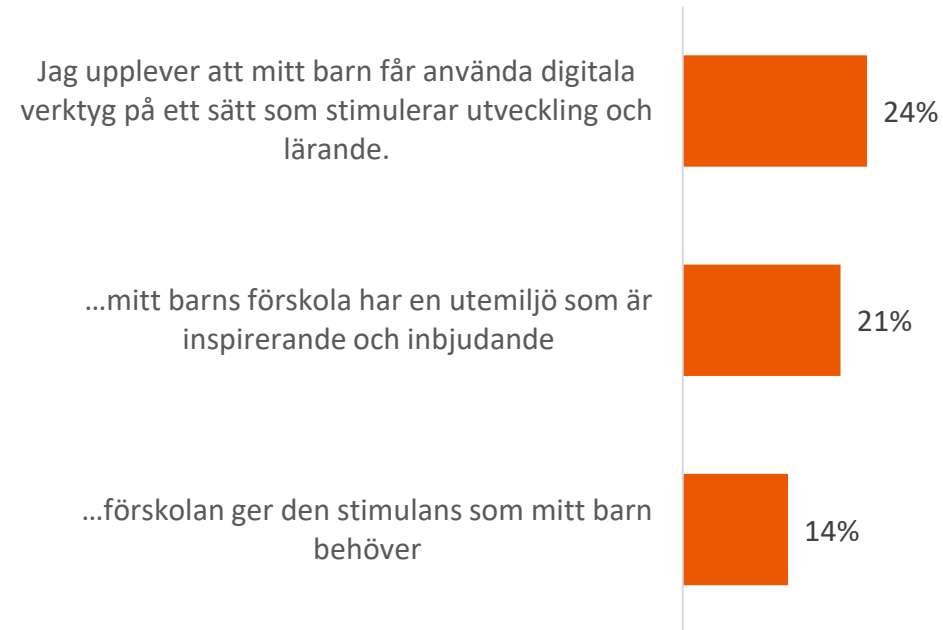 Jag upplever att mitt barn får använda digitala
verktyg på ett sätt som stimulerar utveckling och
lärande.
24%
...mitt barns förskola har en utemiljö som är
inspirerande och inbjudande
21%
...förskolan ger den stimulans som mitt barn
behöver
14%